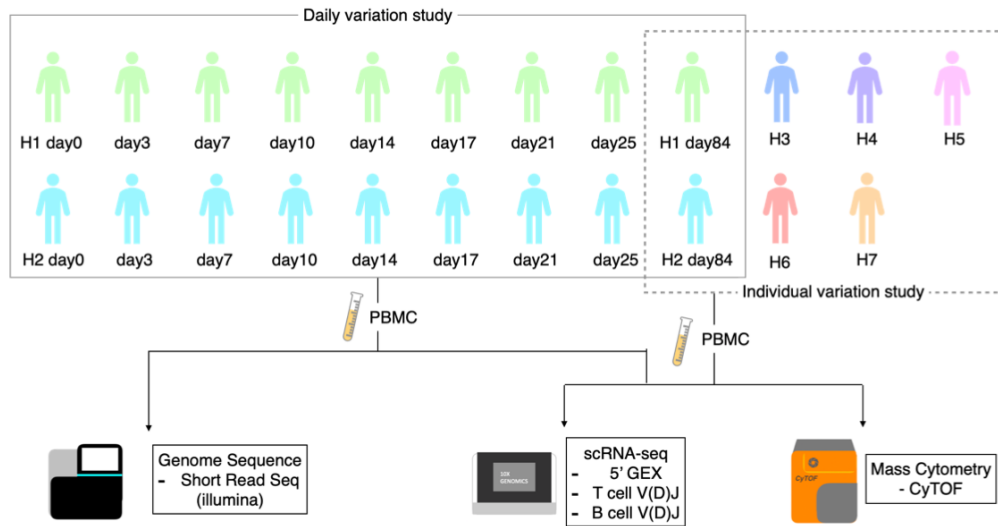 Daily variation study
H1 day0 day3 day7 day10 day14 day17 day21 day25 H1 day84
H3 H4 H5
H2 day0 day3 day7 day10 day14 day17 day21 day25 H2 day84
H6 H7
Individual variation study
PBMC
PBMC
Genome Sequence
- Short Read Seq
(illumina)
10X
GENOMICS
scRNA-seq
- 5' GEX
- T cell V(D)J
- B cell V(D)J
CyTOF
Mass Cytometry
- CyTOF